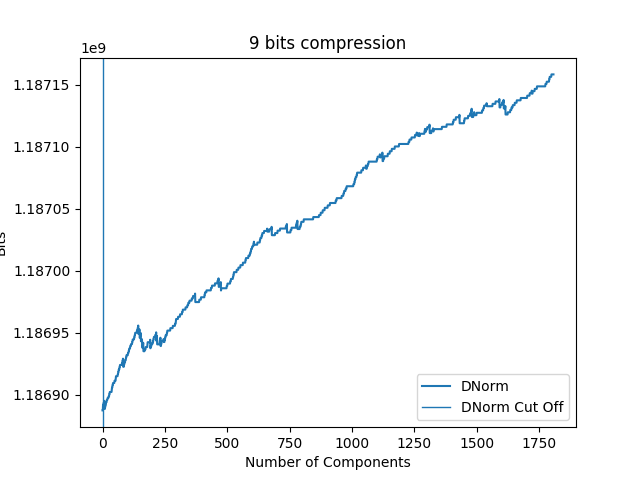 9 bits compression
1e9
1.18715
1.18710
1.18705
1.18700
1.18695
1.18690
Bits
0 250 500 750 1000 1250 1500 1750
Number of Components
DNorm
DNorm Cut Off